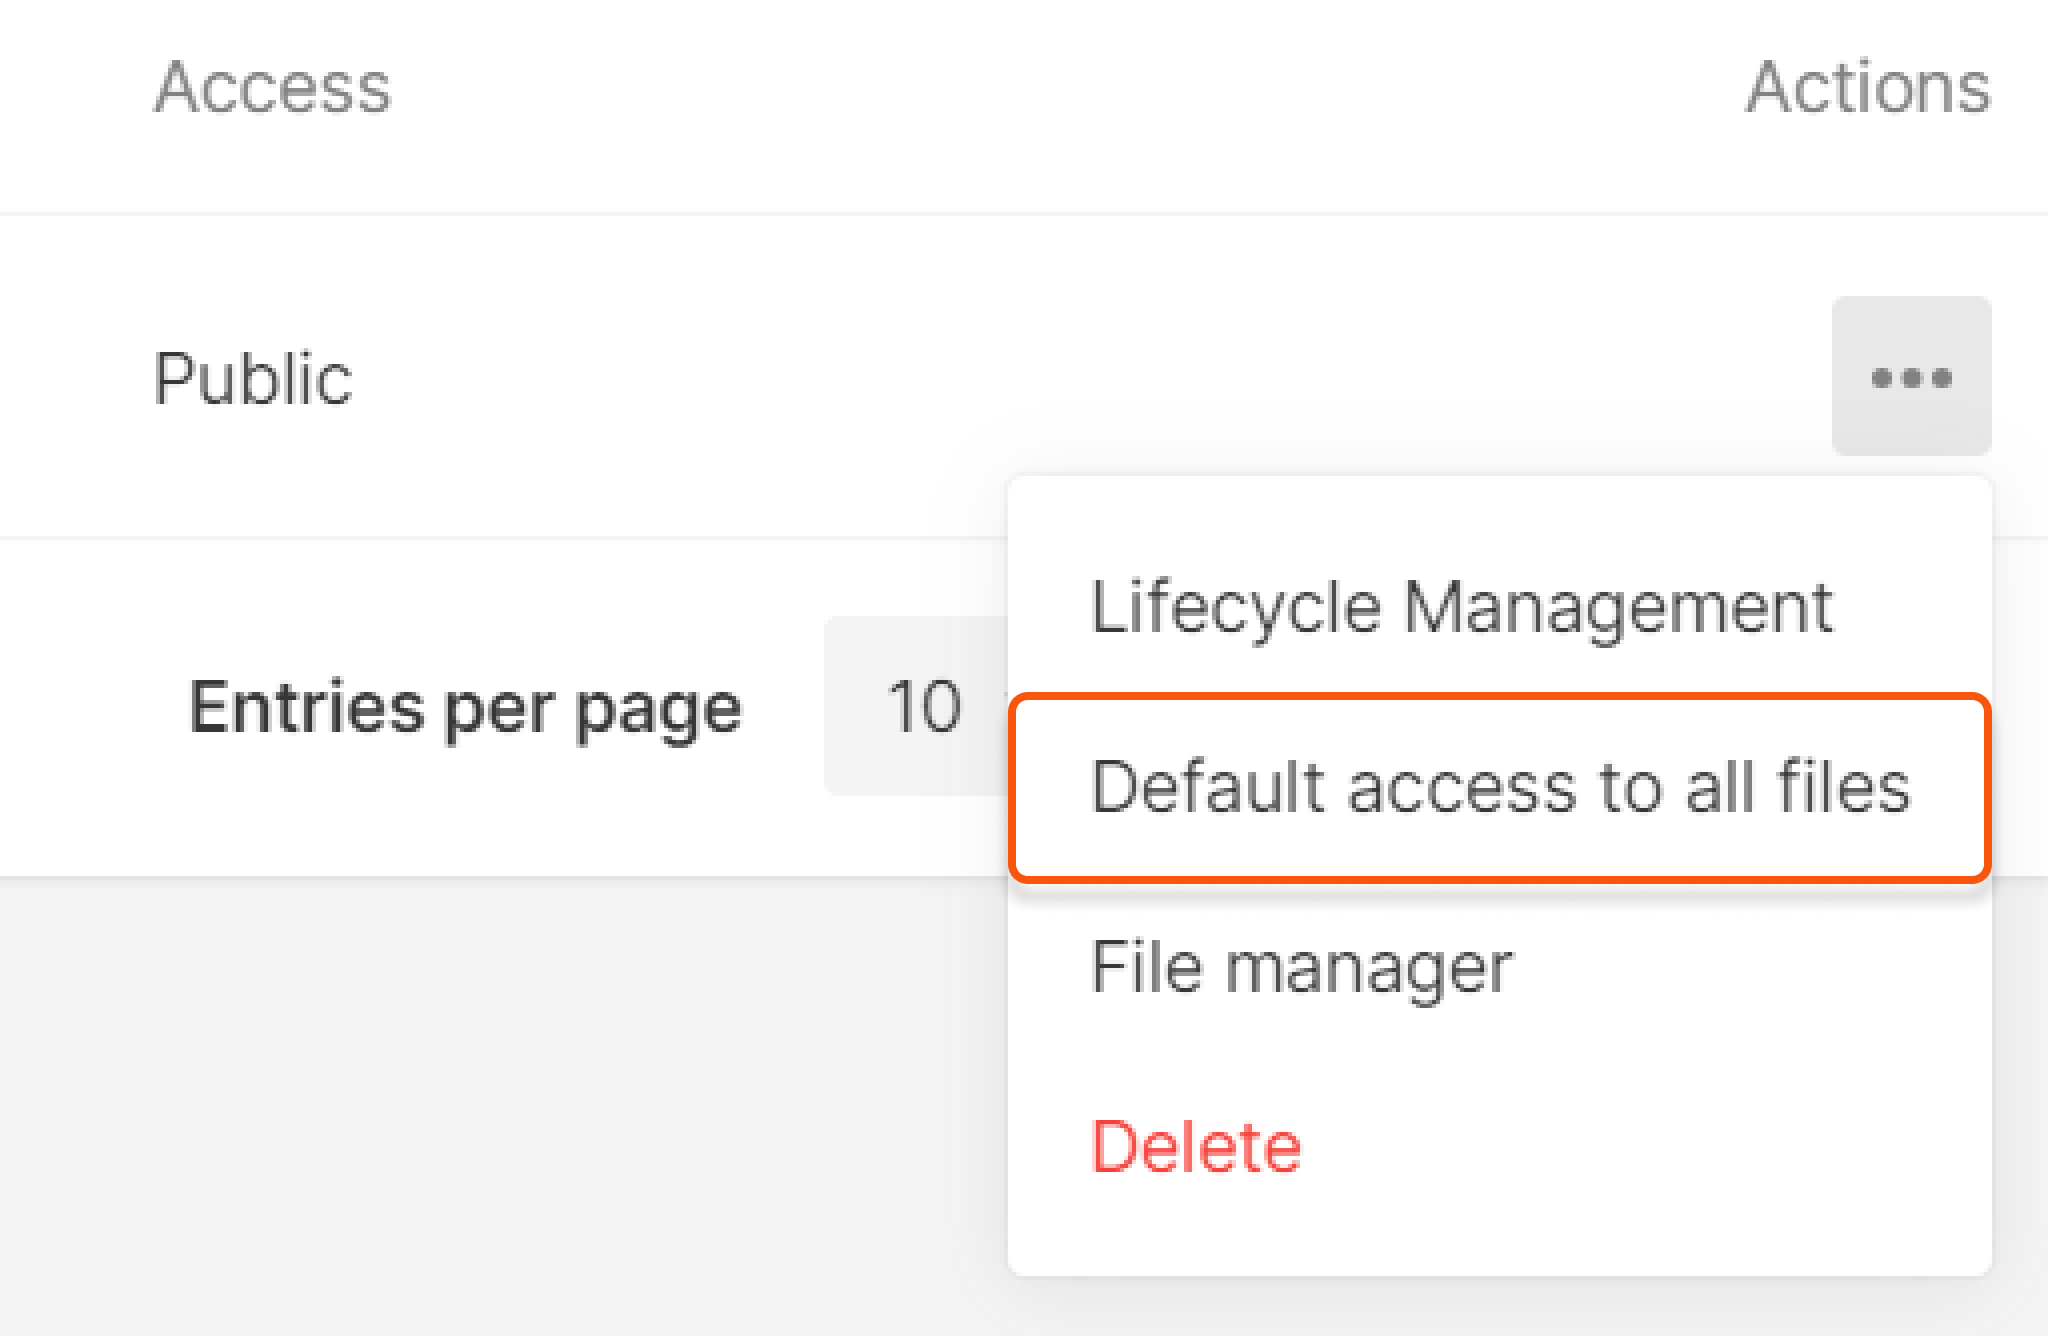 Access Actions
Public
Lifecycle Management
Entries per page 10
Default access to all files
File manager
Delete